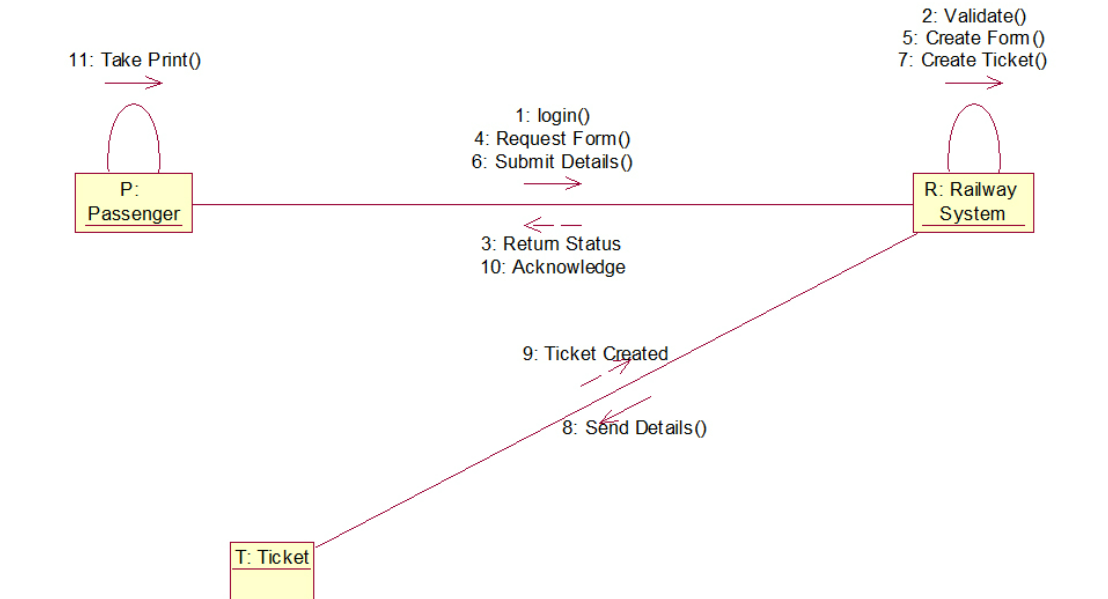 2: Validate()
5: Create Form()
7: Create Ticket()
11: Take Print()
1: login()
4: Request Form()
6: Submit Details()
P:
Passenger
R: Railway
System
3: Return Status
10: Acknowledge
9: Ticket Created
8: Send Details()
T: Ticket